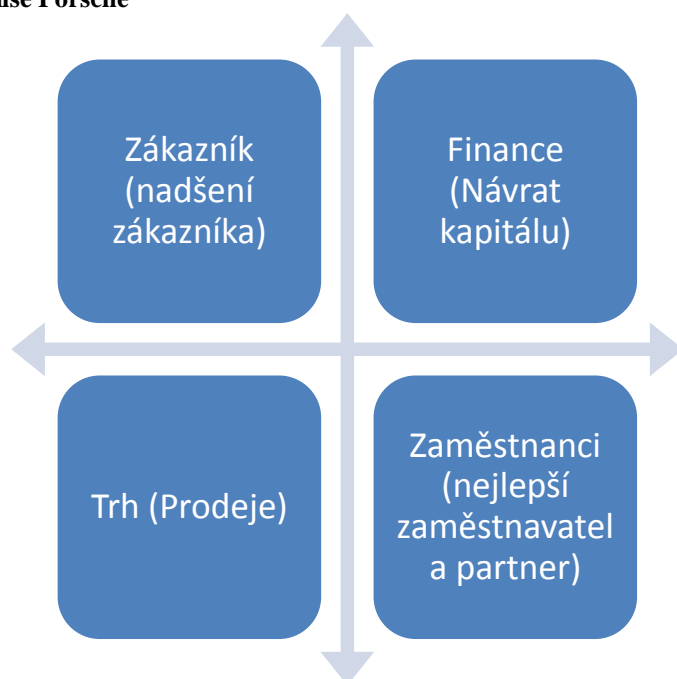 Porsche
Zákazník
(nadšení
zákazníka)
Finance
(Návrat
kapitálu)
Trh (Prodeje)
Zaměstnanci
(nejlepší
zaměstnavatel
a partner)